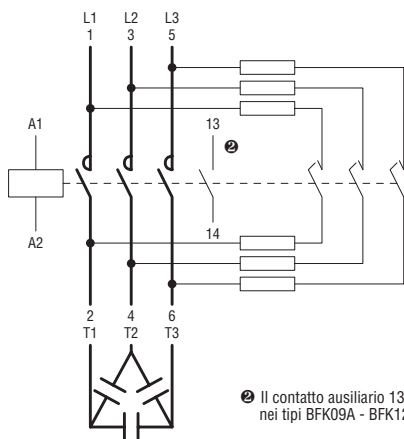 L1 L2 L3
1 3 5
A1
13
❷
A2
14
2 4 6
T1 T2 T3
❷ Il contatto ausiliario 13
nei tipi BFK09A - BFK12